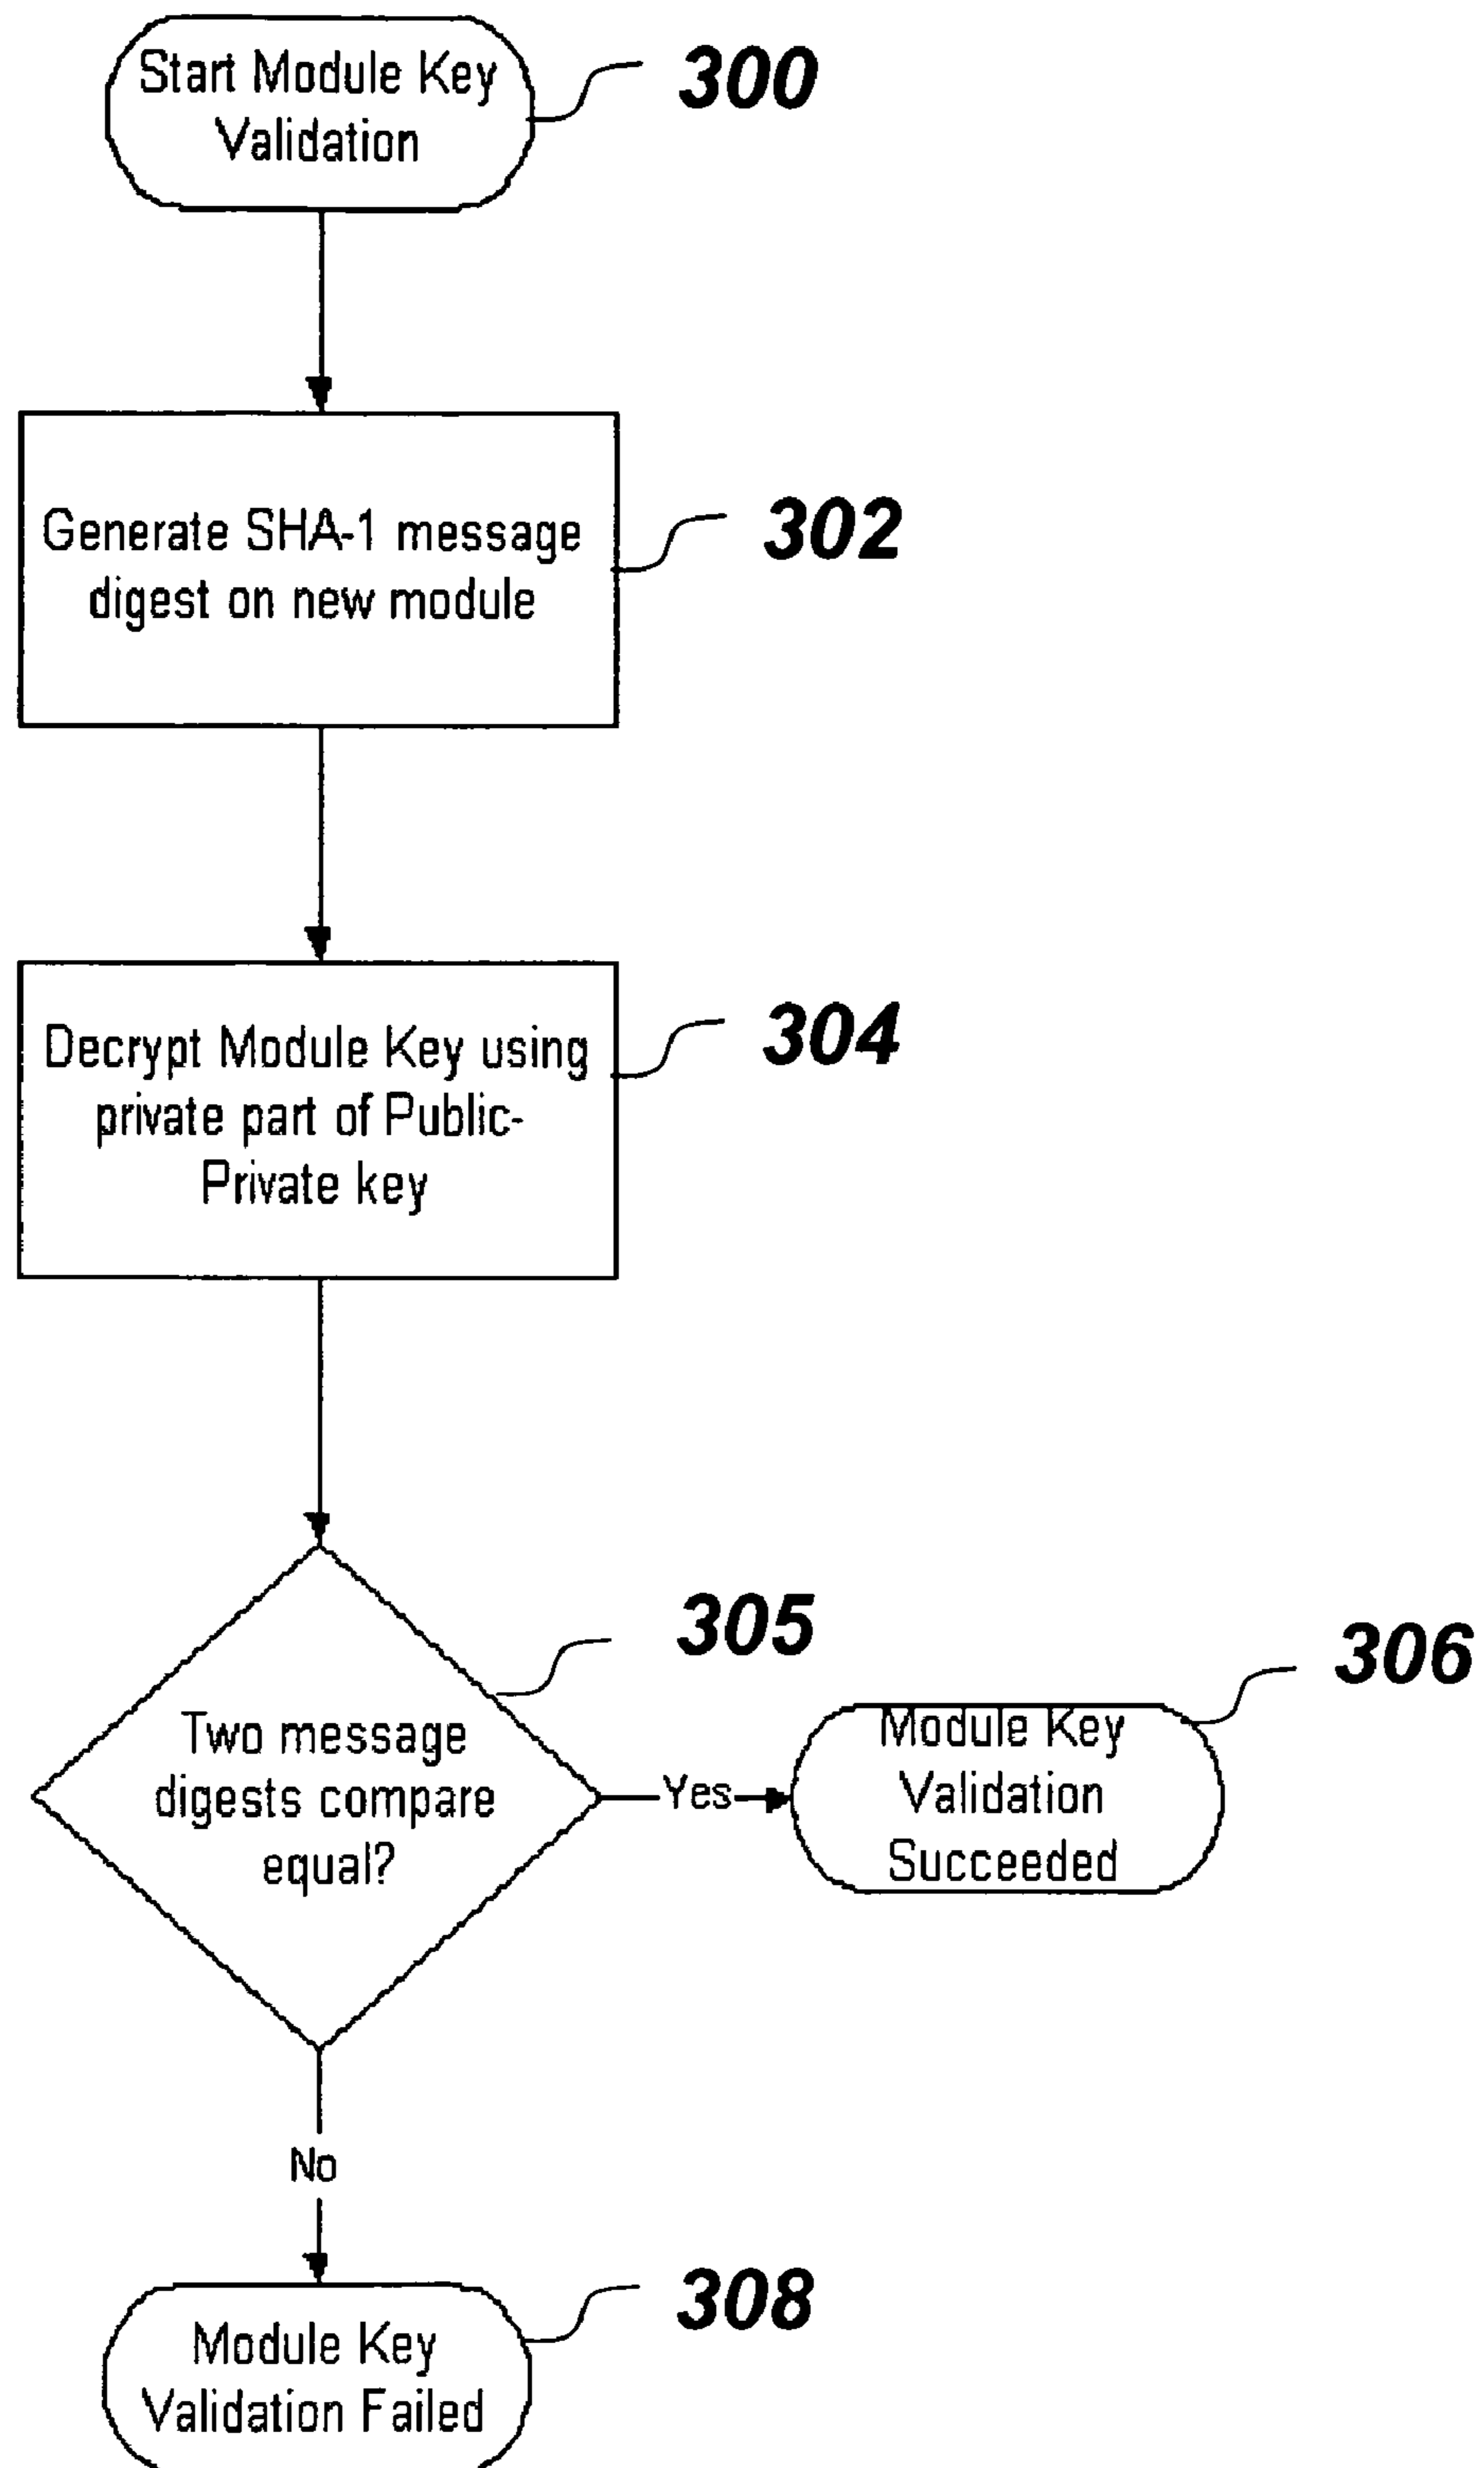 Start Module Key
Validation
300
Generate SHA-1 message
digest on new module
302
Decrypt Module Key using
private part of Public-
Private key
304
Two message
digests compare
equal?
305
Yes
Module Key
Validation
Succeeded
306
No
Module Key
Validation Failed
308